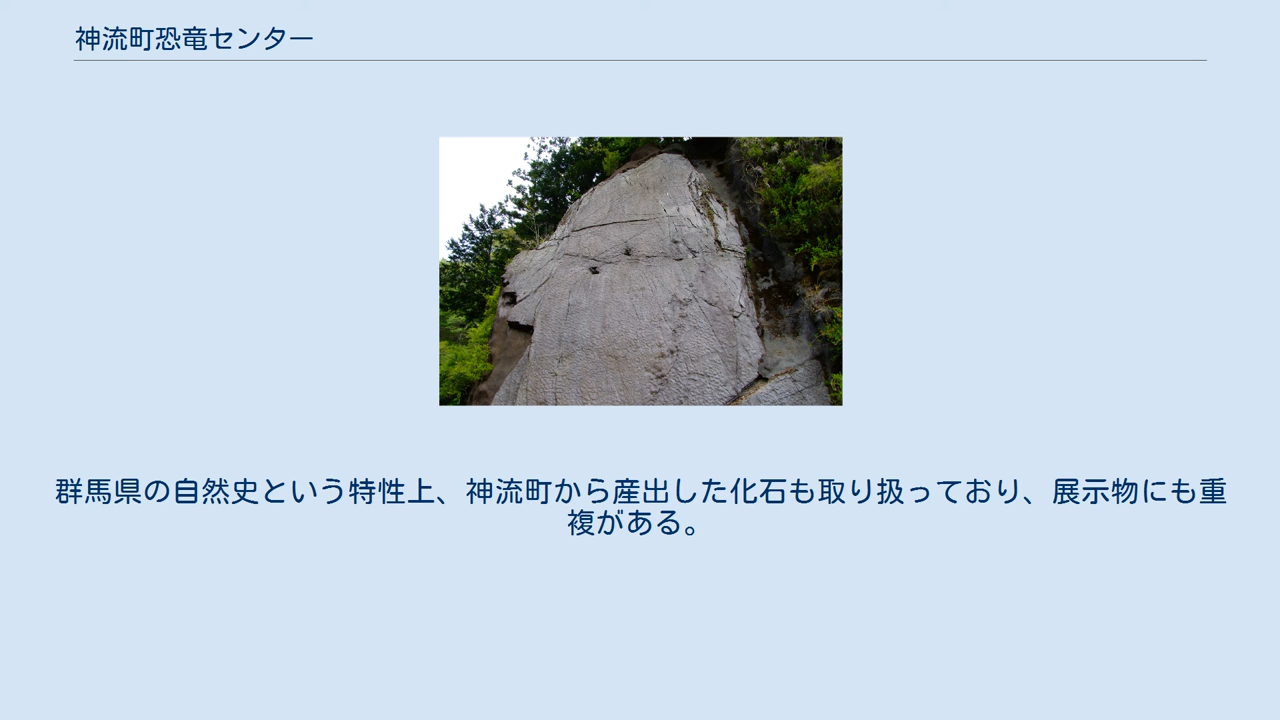 神流町恐竜センター
群馬県の自然史という特性上、神流町から産出した化石も取り扱っており、展示物にも重
複がある。